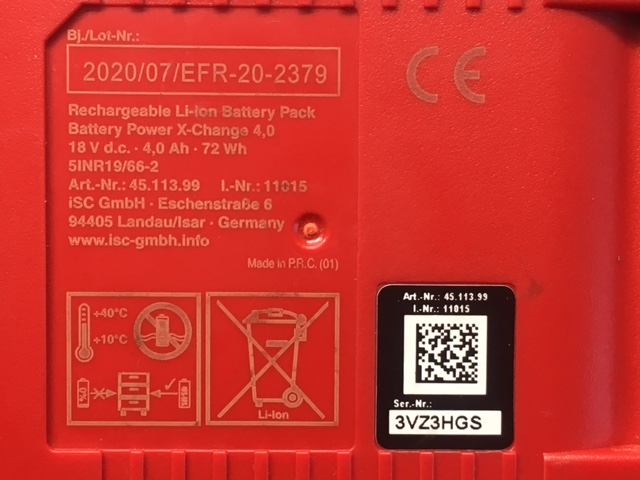 Bj./Lot-Nr.:
2020/07/EFR-20-2379
CE
Rechargeable Li-Ion Battery Pack
Battery Power X-Change 4,0
18 V d.c. · 4,0 Ah · 72 Wh
5INR19/66-2
Art.-Nr.: 45.113.99 I.-Nr.: 11015
iSC GmbH · Eschenstraße 6
94405 Landau/Isar · Germany
www.isc-gmbh.info
Made in P.R.C. (01)
+40°C
+10°C
Li-Ion
Art.-Nr.: 45.113.99
I.-Nr.: 11015
Ser.-Nr.:
3VZ3HGS